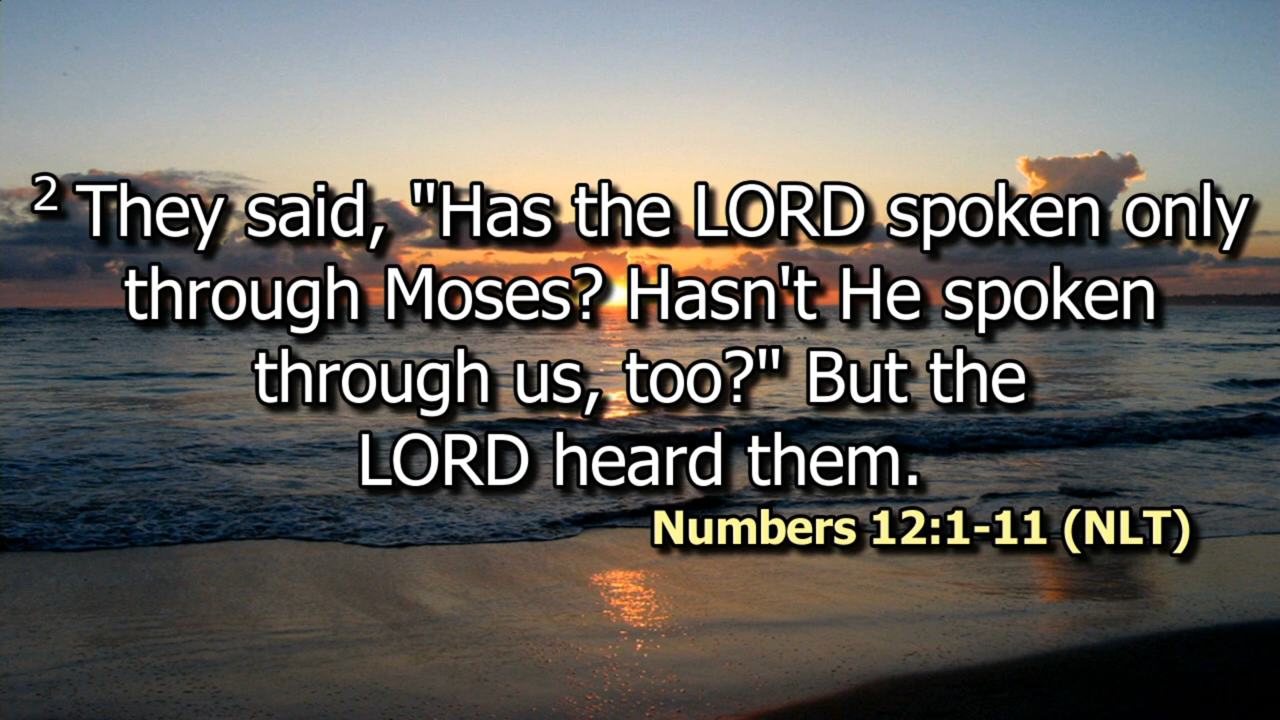 2 They said, "Has the LORD spoken only
through Moses? Hasn't He spoken
through us, too?" But the
LORD heard them.
Numbers 12:1-11 (NLT)